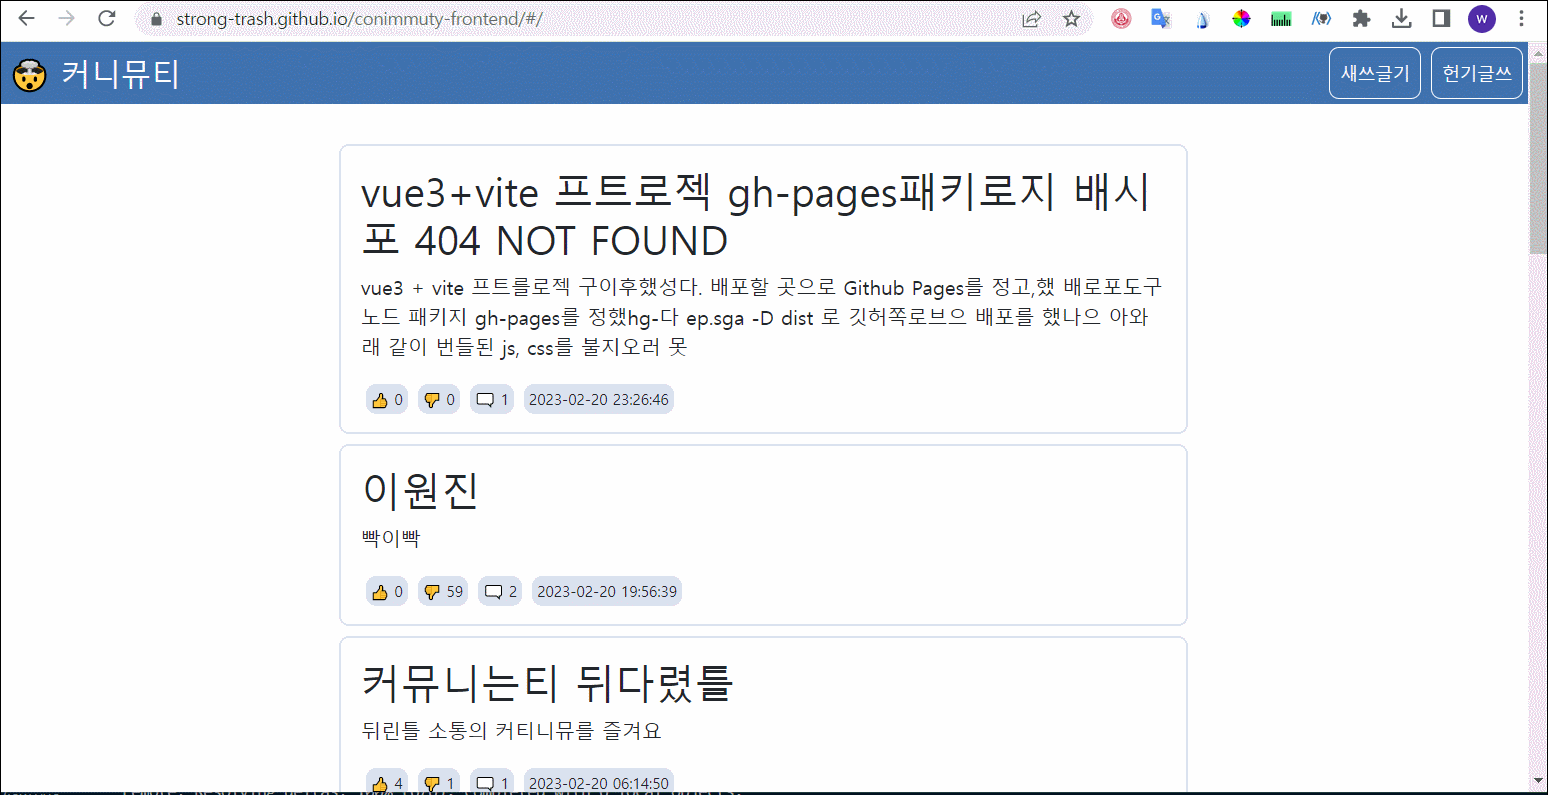 strong-trash.github.io/conimmuty-frontend/#/
W
커니뮤티
새쓰글기
헌기글쓰
vue3+vite 프트로젝 gh-pages패키로지 배시
포 404 NOT FOUND
vue3 + vite 프트를로젝 구이후했성다. 배포할 곳으로 Github Pages를 정고,했 배로포도구
노드 패키지 gh-pages를 정했hg-다 ep.sga -D dist 로 깃허쪽로브으 배포를 했나으 아와
래 같이 번들된 js, css를 불지오러 못
0
0
1
2023-02-20 23:26:46
이원진
빡이빡
0
59
2
2023-02-20 19:56:39
커뮤니는티 뒤다렸틀
뒤린틀 소통의 커티니뮤를 즐겨요
4
1
1
2023-02-20 06:14:50